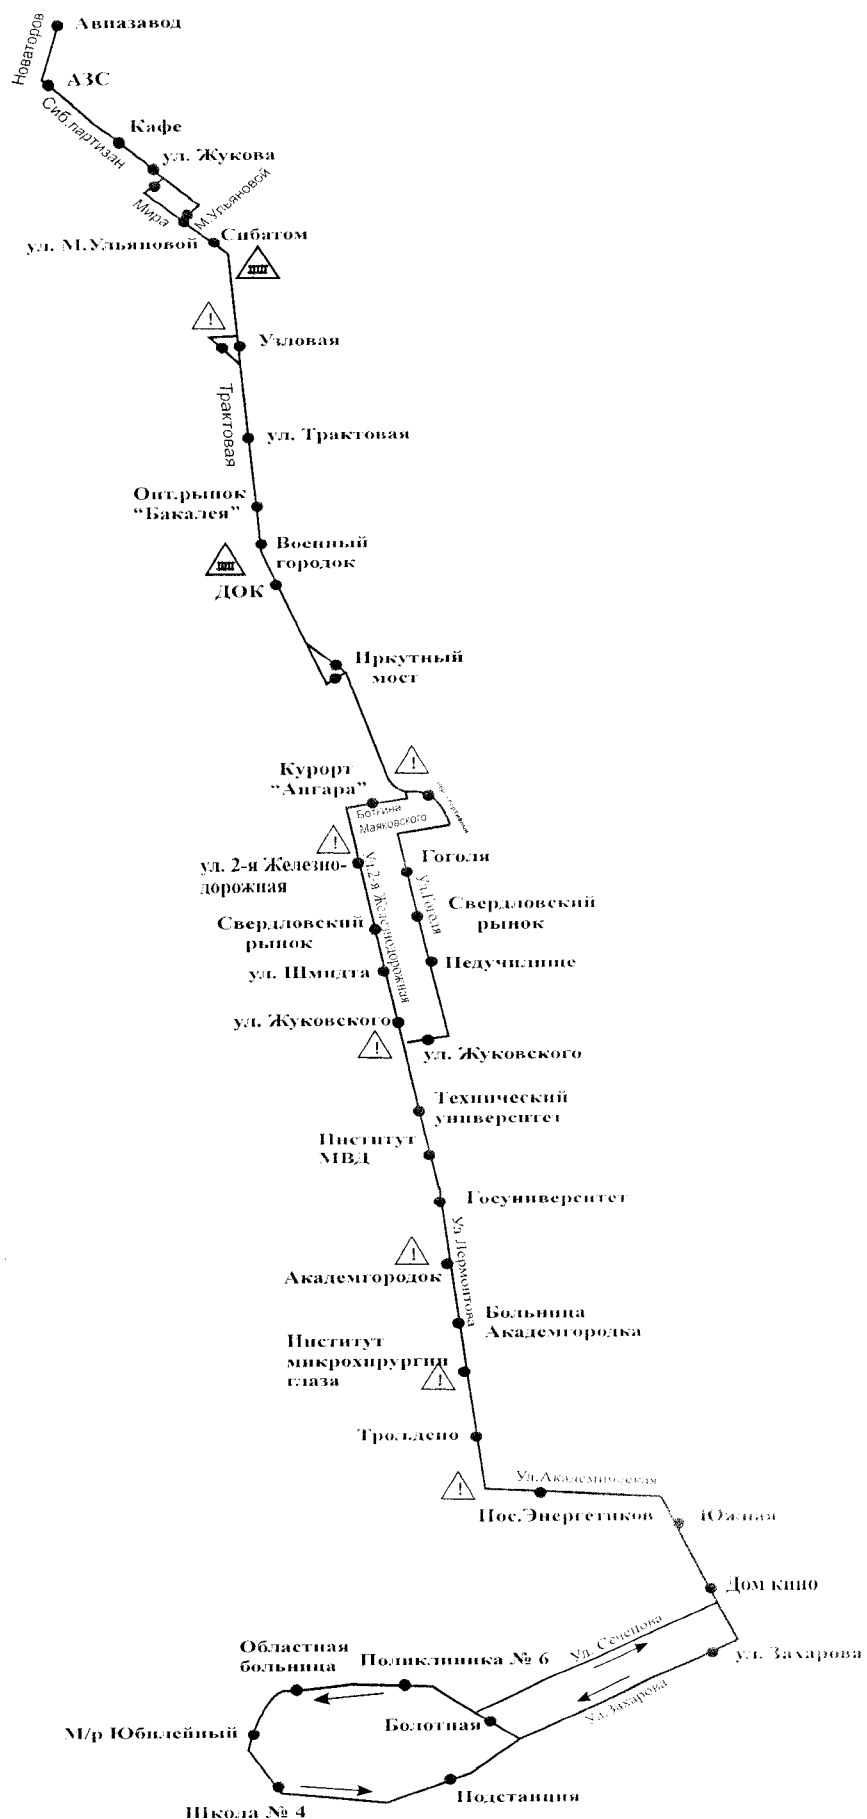 Авиазавод
Новаторов
АЗС
Сиб.партизан
Кафе
ул. Жукова
Мира
М.Ульяновой
ул. М.Ульяновой
Сибатом
!
Узловая
Трактовая
ул. Трактовая
Опт.рынок
“Бакалея”
Военный
городок
ДОК
Иркутный
мост
!
Курорт
“Ангара”
Боткина
Маяковского
!
ул. 2-я Железно-
дорожная
Ул.2-я Железнодорожная
Гоголя
Ул.Гоголя
Свердловский
рынок
Свердловский
рынок
Педучилище
ул. Шмидта
ул. Жуковского
!
ул. Жуковского
Технический
университет
Институт
МВД
Госуниверситет
Ул.Лермонтова
!
Академгородок
Больница
Академгородка
Институт
микрохирургии
глаза
!
Трольдепо
!
Ул.Академическая
Пос.Энергетиков
Южная
Дом кино
Ул. Сеченова
ул. Захарова
Ул.Захарова
Областная
больница
Поликлиника № 6
Болотная
М/р Юбилейный
Подстанция
Школа № 4